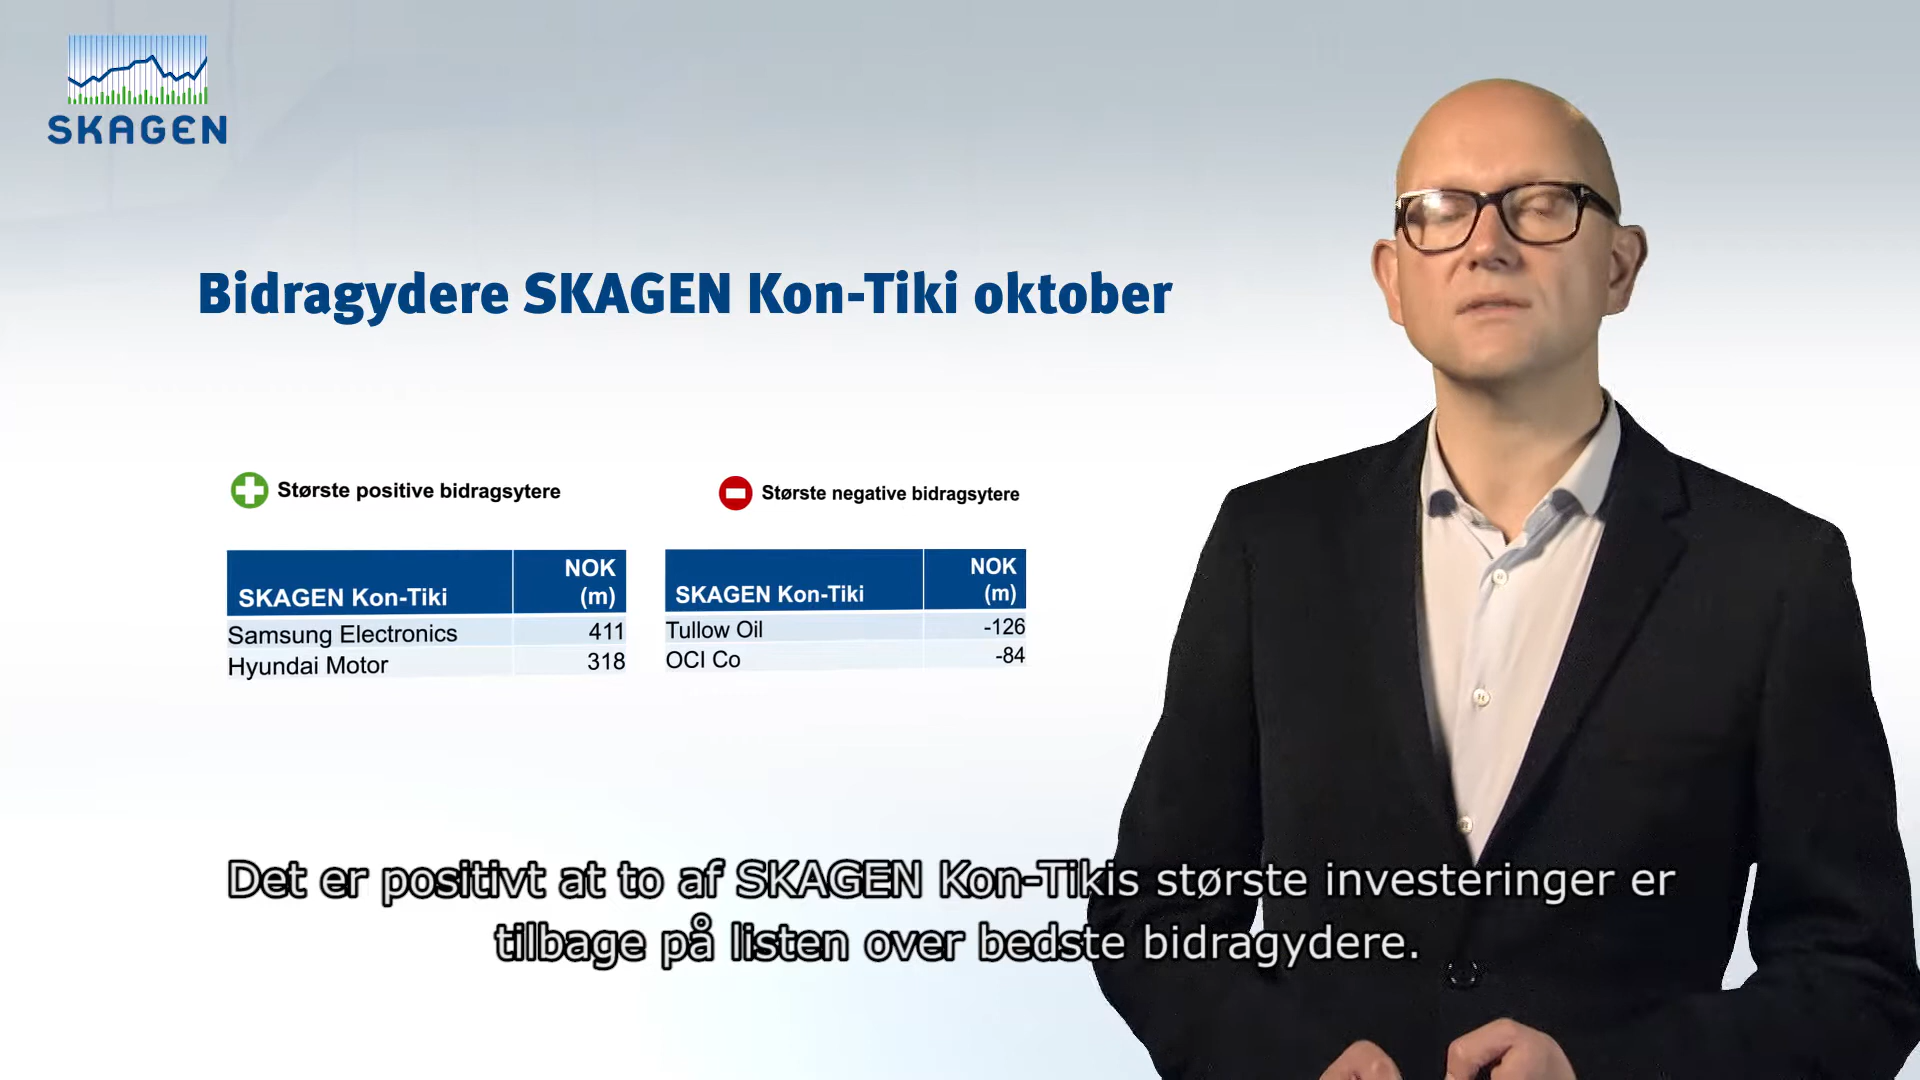 SKAGEN
Bidragydere SKAGEN Kon-Tiki oktober
Største positive bidragsytere
SKAGEN Kon-Tiki NOK (m)
Samsung Electronics 411
Hyundai Motor 318
Største negative bidragsytere
SKAGEN Kon-Tiki NOK (m)
Tullow Oil -126
OCI Co -84
Det er positivt at to af SKAGEN Kon-Tikis største investeringer er
tilbage på listen over bedste bidragydere.